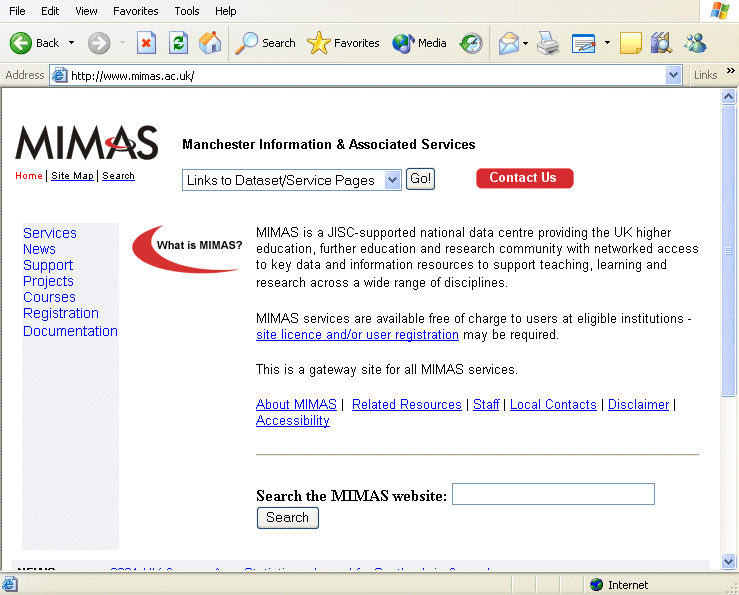 File Edit View Favorites Tools Help
Back Search Favorites Media
Address http://www.mimas.ac.uk/ Links »
MIMAS
Manchester Information & Associated Services
Home | Site Map | Search
Links to Dataset/Service Pages Go! Contact Us
Services
News
Support
Projects
Courses
Registration
Documentation
What is MIMAS?
MIMAS is a JISC-supported national data centre providing the UK higher
education, further education and research community with networked access
to key data and information resources to support teaching, learning and
research across a wide range of disciplines.
MIMAS services are available free of charge to users at eligible institutions -
site licence and/or user registration may be required.
This is a gateway site for all MIMAS services.
About MIMAS | Related Resources | Staff | Local Contacts | Disclaimer |
Accessibility
Search the MIMAS website:
Search
NEWS
Internet